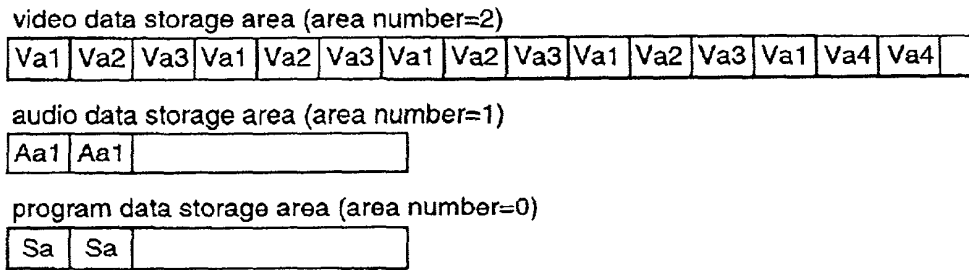 video data storage area (area number=2)
Va1 Va2 Va3 Va1 Va2 Va3 Va1 Va2 Va3 Va1 Va2 Va3 Va1 Va4 Va4
audio data storage area (area number=1)
Aa1 Aa1
program data storage area (area number=0)
Sa Sa